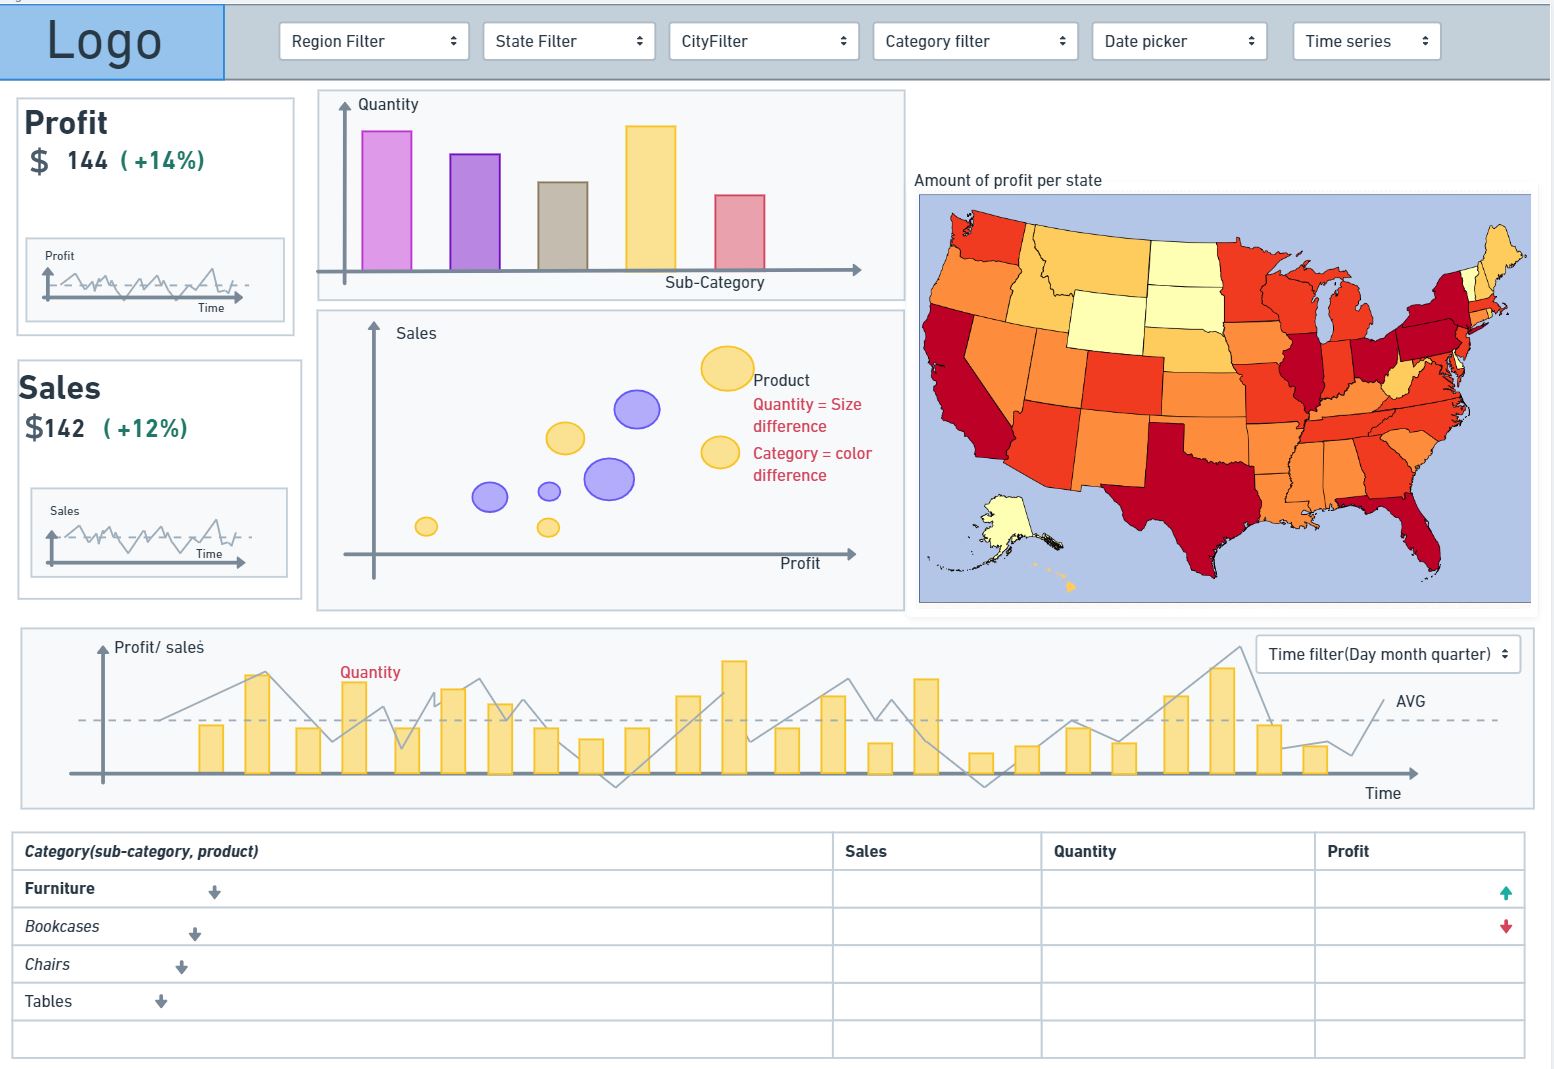 Logo
Region Filter
State Filter
CityFilter
Category filter
Date picker
Time series
Profit
$ 144 ( +14%)
Profit
Time
Sales
$142 ( +12%)
Sales
Time
Quantity
Sub-Category
Sales
Product
Quantity = Size
difference
Category = color
difference
Profit
Amount of profit per state
Profit/ sales
Quantity
Time filter(Day month quarter)
AVG
Time
Category(sub-category, product) Sales Quantity Profit
Furniture
Bookcases
Chairs
Tables